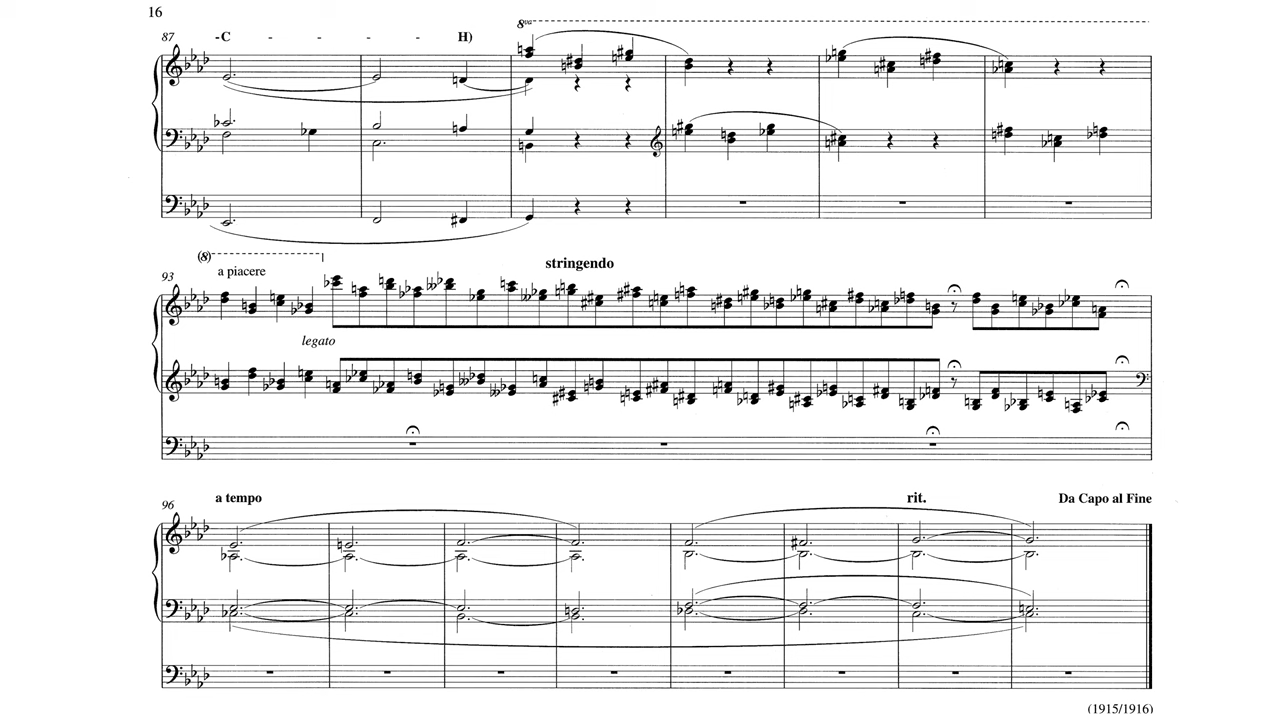 16
87 -C - - - H) 8va
(8)
93 a piacere stringendo
legato
96 a tempo rit. Da Capo al Fine
(1915/1916)